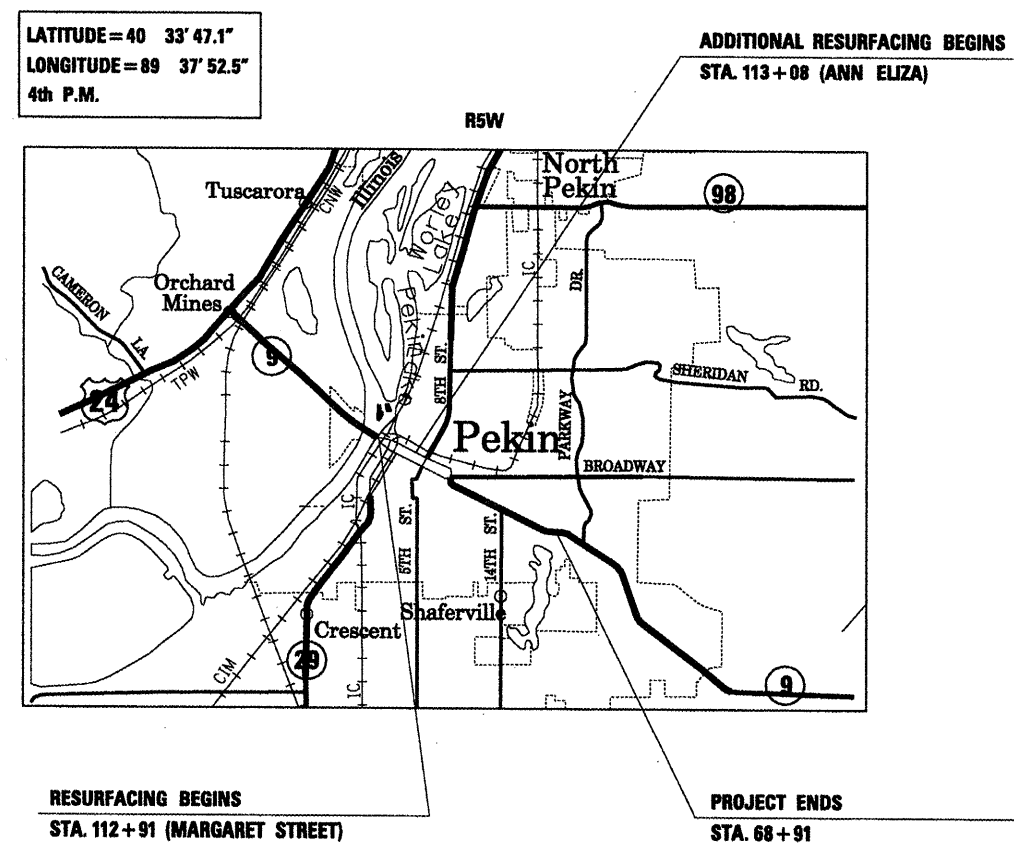 LATITUDE=40 33' 47.1"
LONGITUDE=89 37' 52.5"
4th P.M.
ADDITIONAL RESURFACING BEGINS
STA. 113+08 (ANN ELIZA)
R5W
North
Pekin
98
Tuscarora
CNW
Illinois
Worley
Lake
IC
DR.
Orchard
Mines
CAMERON
LA.
9
TPW
24
Pekin Lake
8TH ST.
SHERIDAN
RD.
Pekin
PARKWAY
BROADWAY
IC
5TH ST.
14TH ST.
Shaferville
Crescent
29
CIM
IC
9
RESURFACING BEGINS
STA. 112+91 (MARGARET STREET)
PROJECT ENDS
STA. 68+91